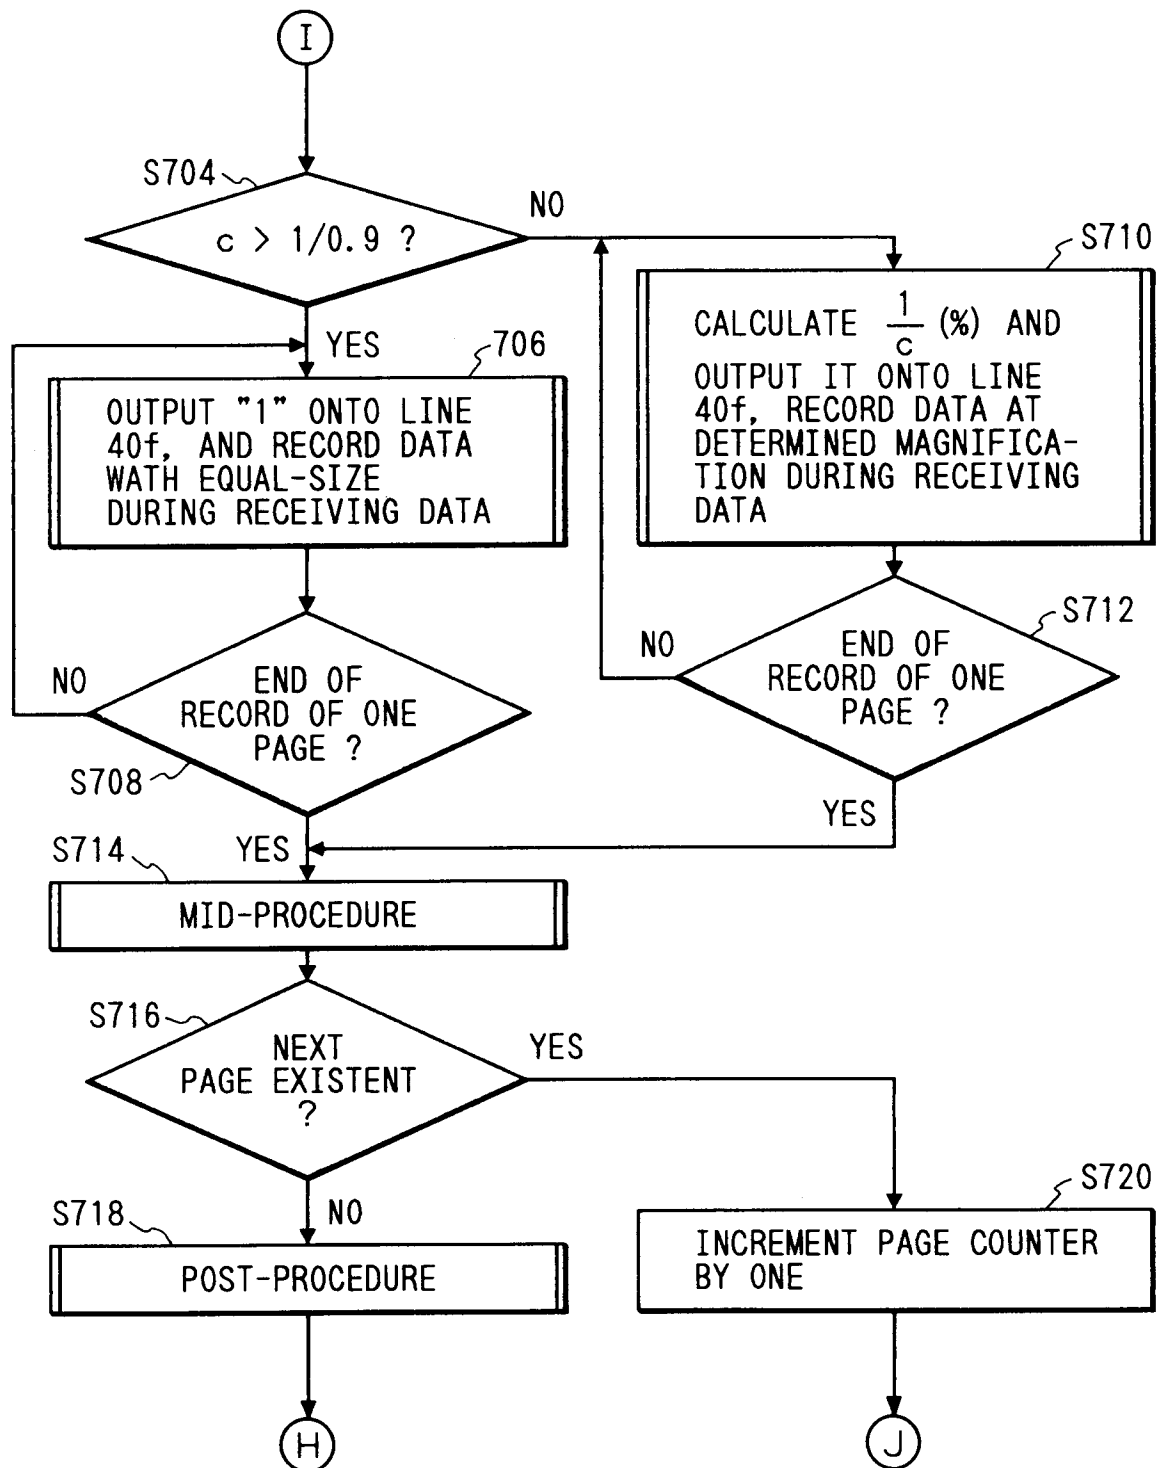 I
S704
c > 1/0.9 ?
NO
YES
S710
CALCULATE 1/c (%) AND
OUTPUT IT ONTO LINE
40f, RECORD DATA AT
DETERMINED MAGNIFICA-
TION DURING RECEIVING
DATA
706
OUTPUT "1" ONTO LINE
40f, AND RECORD DATA
WATH EQUAL-SIZE
DURING RECEIVING DATA
S712
NO
END OF
RECORD OF ONE
PAGE ?
YES
NO
END OF
RECORD OF ONE
PAGE ?
S708
YES
S714
MID-PROCEDURE
S716
NEXT
PAGE EXISTENT
?
YES
NO
S718
POST-PROCEDURE
S720
INCREMENT PAGE COUNTER
BY ONE
H
J